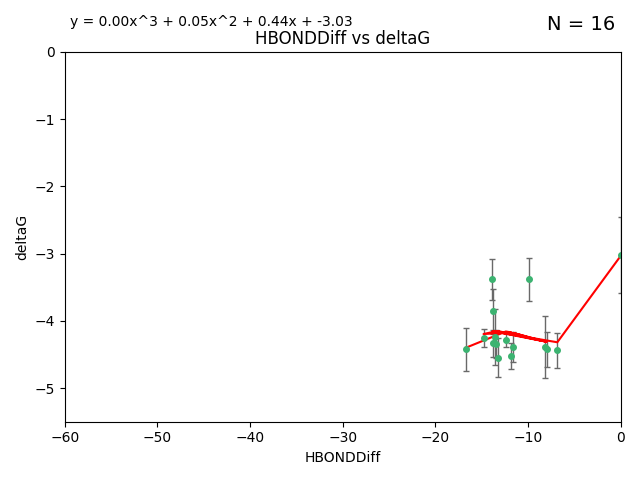 y = 0.00x^3 + 0.05x^2 + 0.44x + -3.03
N = 16
HBONDDiff vs deltaG
0
−1
−2
−3
−4
−5
deltaG
−60 −50 −40 −30 −20 −10 0
HBONDDiff